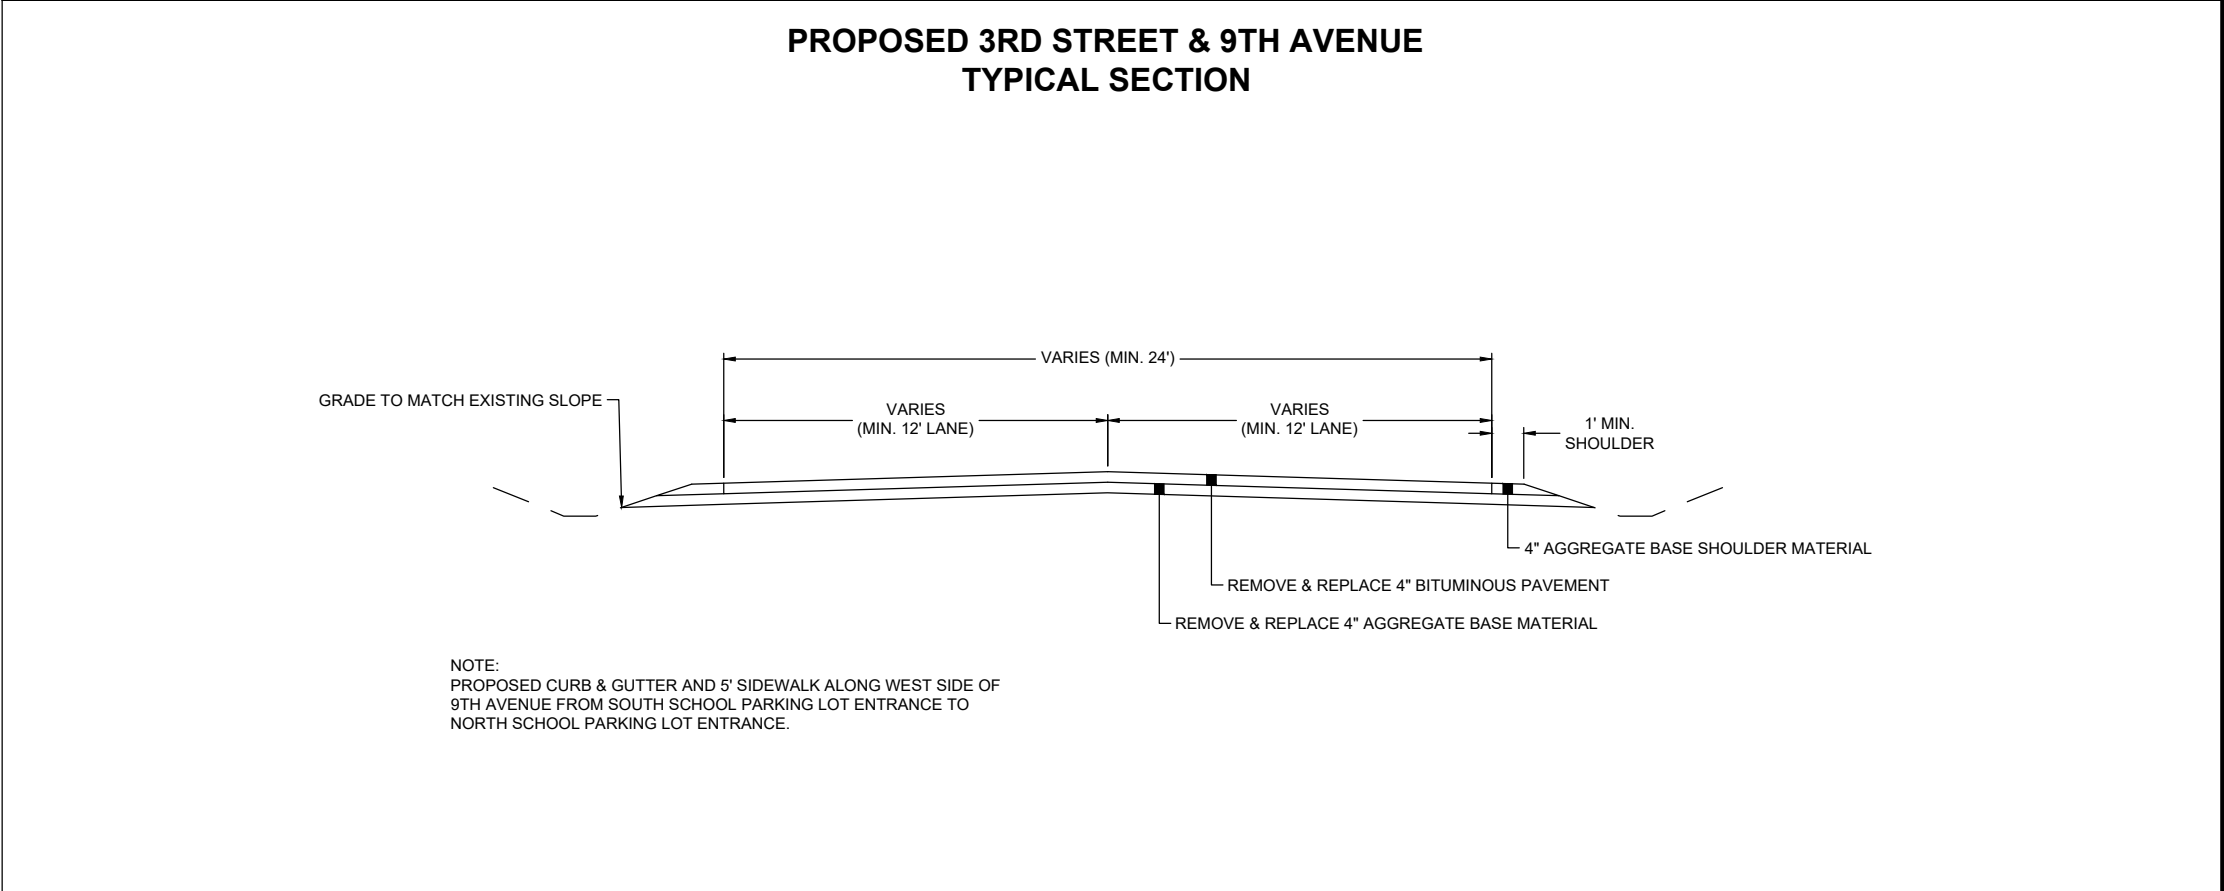 PROPOSED 3RD STREET & 9TH AVENUE
TYPICAL SECTION
VARIES (MIN. 24')
GRADE TO MATCH EXISTING SLOPE
VARIES
(MIN. 12' LANE)
VARIES
(MIN. 12' LANE)
1' MIN.
SHOULDER
4" AGGREGATE BASE SHOULDER MATERIAL
REMOVE & REPLACE 4" BITUMINOUS PAVEMENT
REMOVE & REPLACE 4" AGGREGATE BASE MATERIAL
NOTE:
PROPOSED CURB & GUTTER AND 5' SIDEWALK ALONG WEST SIDE OF
9TH AVENUE FROM SOUTH SCHOOL PARKING LOT ENTRANCE TO
NORTH SCHOOL PARKING LOT ENTRANCE.